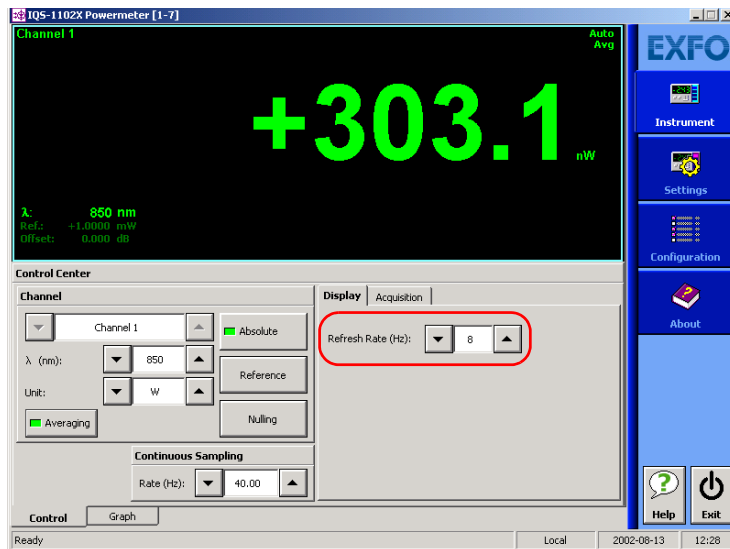 IQS-1102X Powermeter [1-7]
Channel 1
Auto
Avg
+303.1 nW
λ: 850 nm
Ref.: +1.0000 mW
Offset: 0.000 dB
EXFO
Instrument
Settings
Configuration
About
Control Center
Channel
Channel 1
Absolute
λ (nm): 850
Reference
Unit: W
Averaging
Nulling
Continuous Sampling
Rate (Hz): 40.00
Display Acquisition
Refresh Rate (Hz): 8
? Help
Exit
Control Graph
Ready Local 2002-08-13 12:28